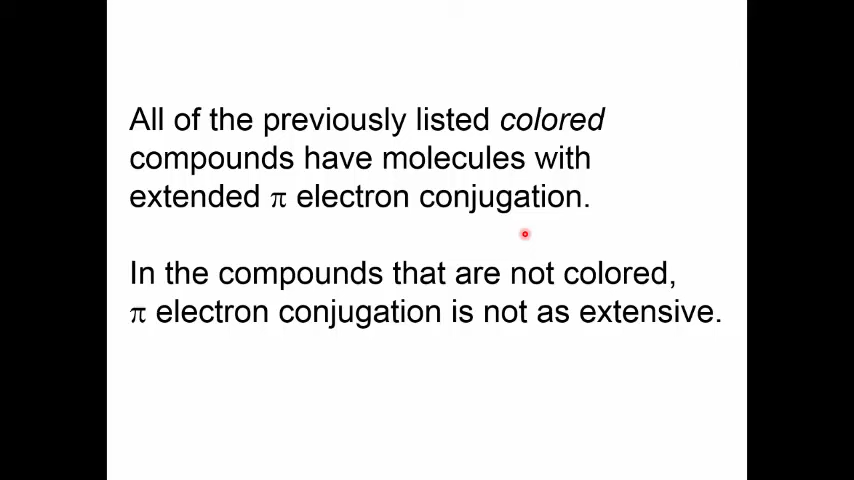 All of the previously listed colored
compounds have molecules with
extended π electron conjugation.
In the compounds that are not colored,
π electron conjugation is not as extensive.